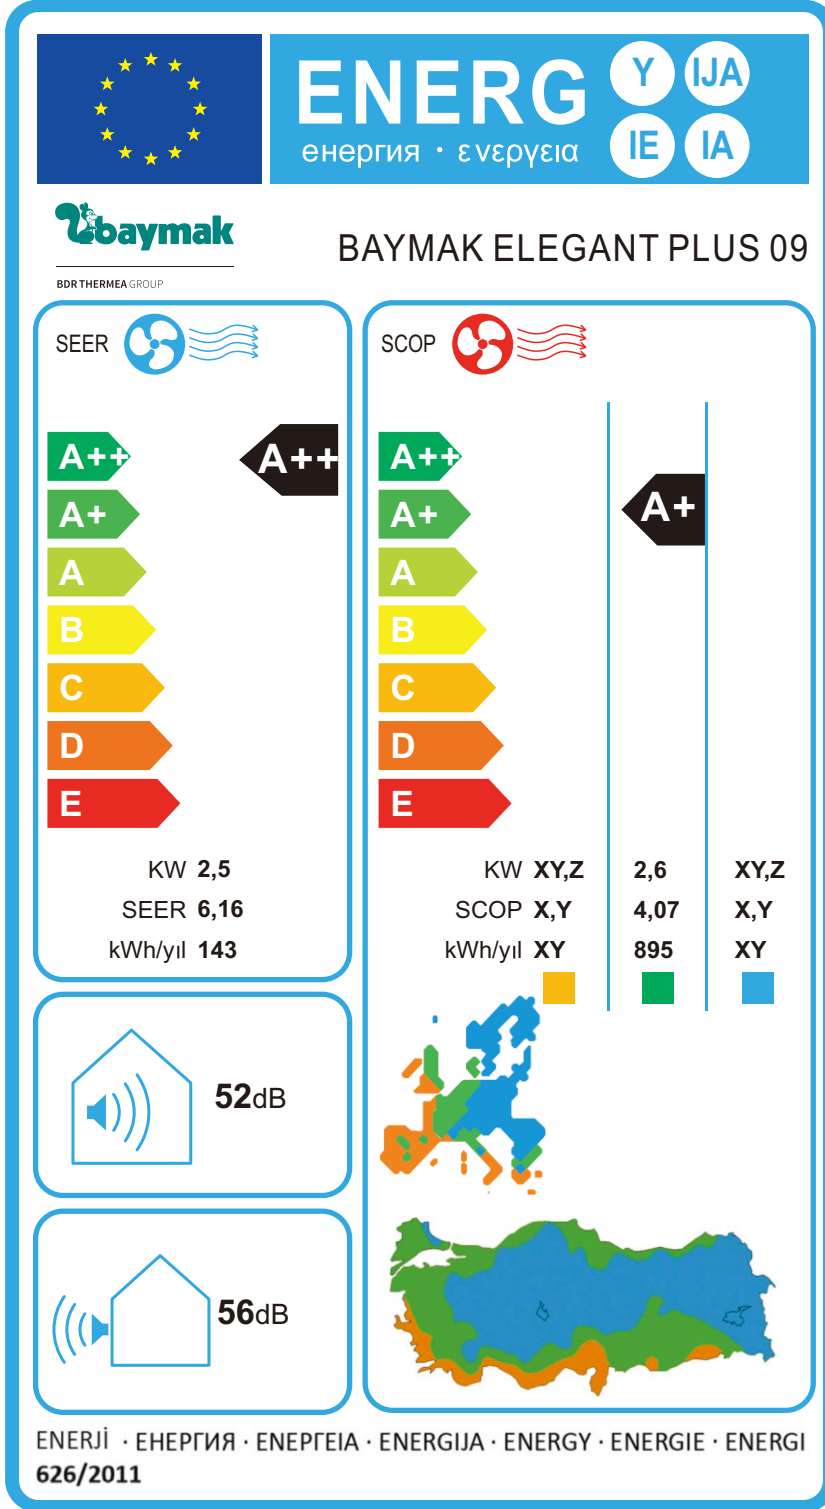 ENERG
Y IJA
енергия · ενεργεια
IE IA
baymak
BDR THERMEA GROUP
BAYMAK ELEGANT PLUS 09
SEER
A++
A++
A+
A
B
C
D
E
KW 2,5
SEER 6,16
kWh/yıl 143
SCOP
A++
A+
A+
A
B
C
D
E
KW XY,Z 2,6 XY,Z
SCOP X,Y 4,07 X,Y
kWh/yıl XY 895 XY
52dB
56dB
ENERJİ · ЕНЕРГИЯ · ΕΝΕΡΓΕΙΑ · ENERGIJA · ENERGY · ENERGIE · ENERGI
626/2011